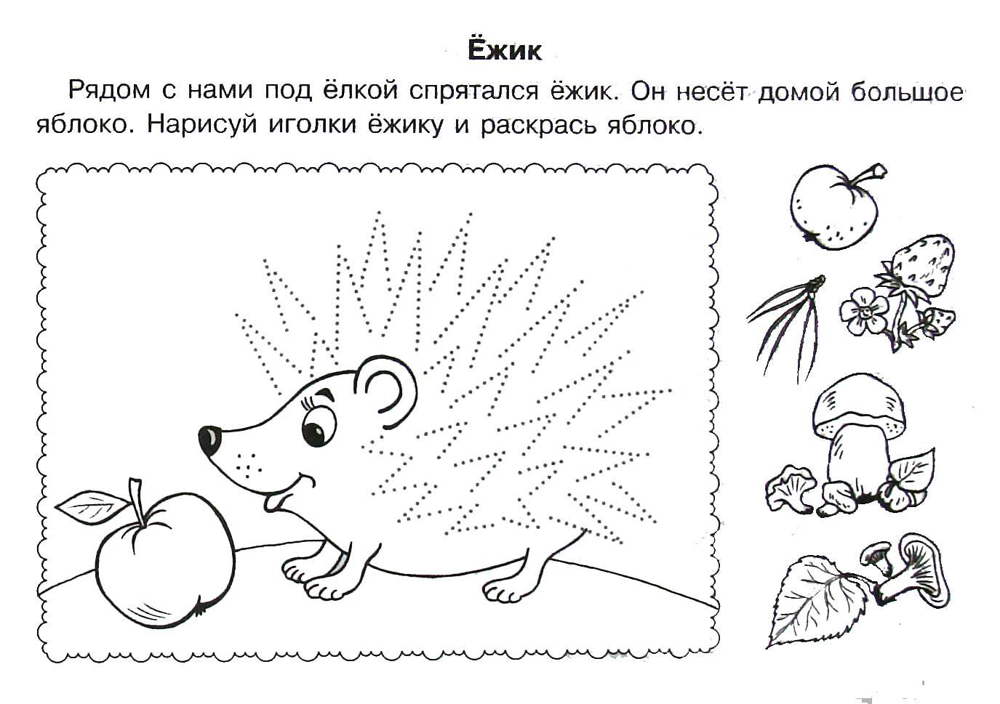 Ёжик
Рядом с нами под ёлкой спрятался ёжик. Он несёт домой большое
яблоко. Нарисуй иголки ёжику и раскрась яблоко.